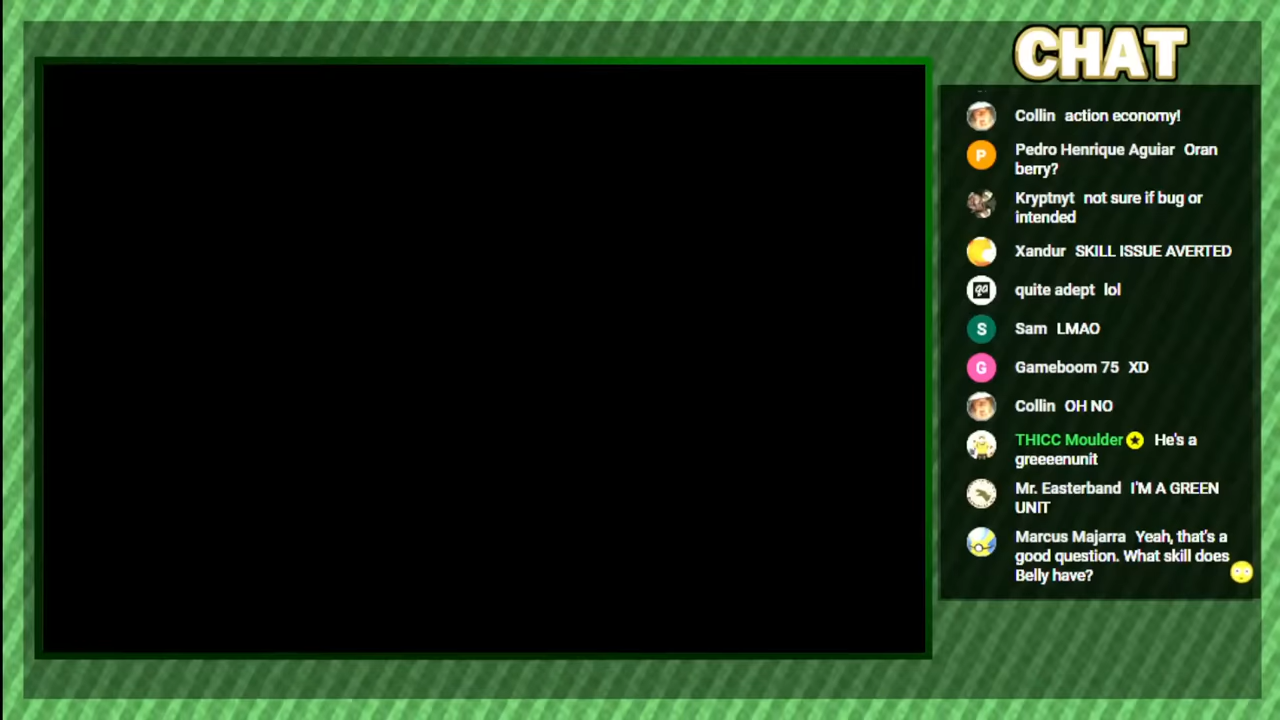 CHAT
Collin action economy!
P
Pedro Henrique Aguiar Oran
berry?
Kryptnyt not sure if bug or
intended
Xandur SKILL ISSUE AVERTED
qa
quite adept lol
S
Sam LMAO
G
Gameboom 75 XD
Collin OH NO
THICC Moulder He's a
greeeenunit
Mr. Easterband I'M A GREEN
UNIT
Marcus Majarra Yeah, that's a
good question. What skill does
Belly have?